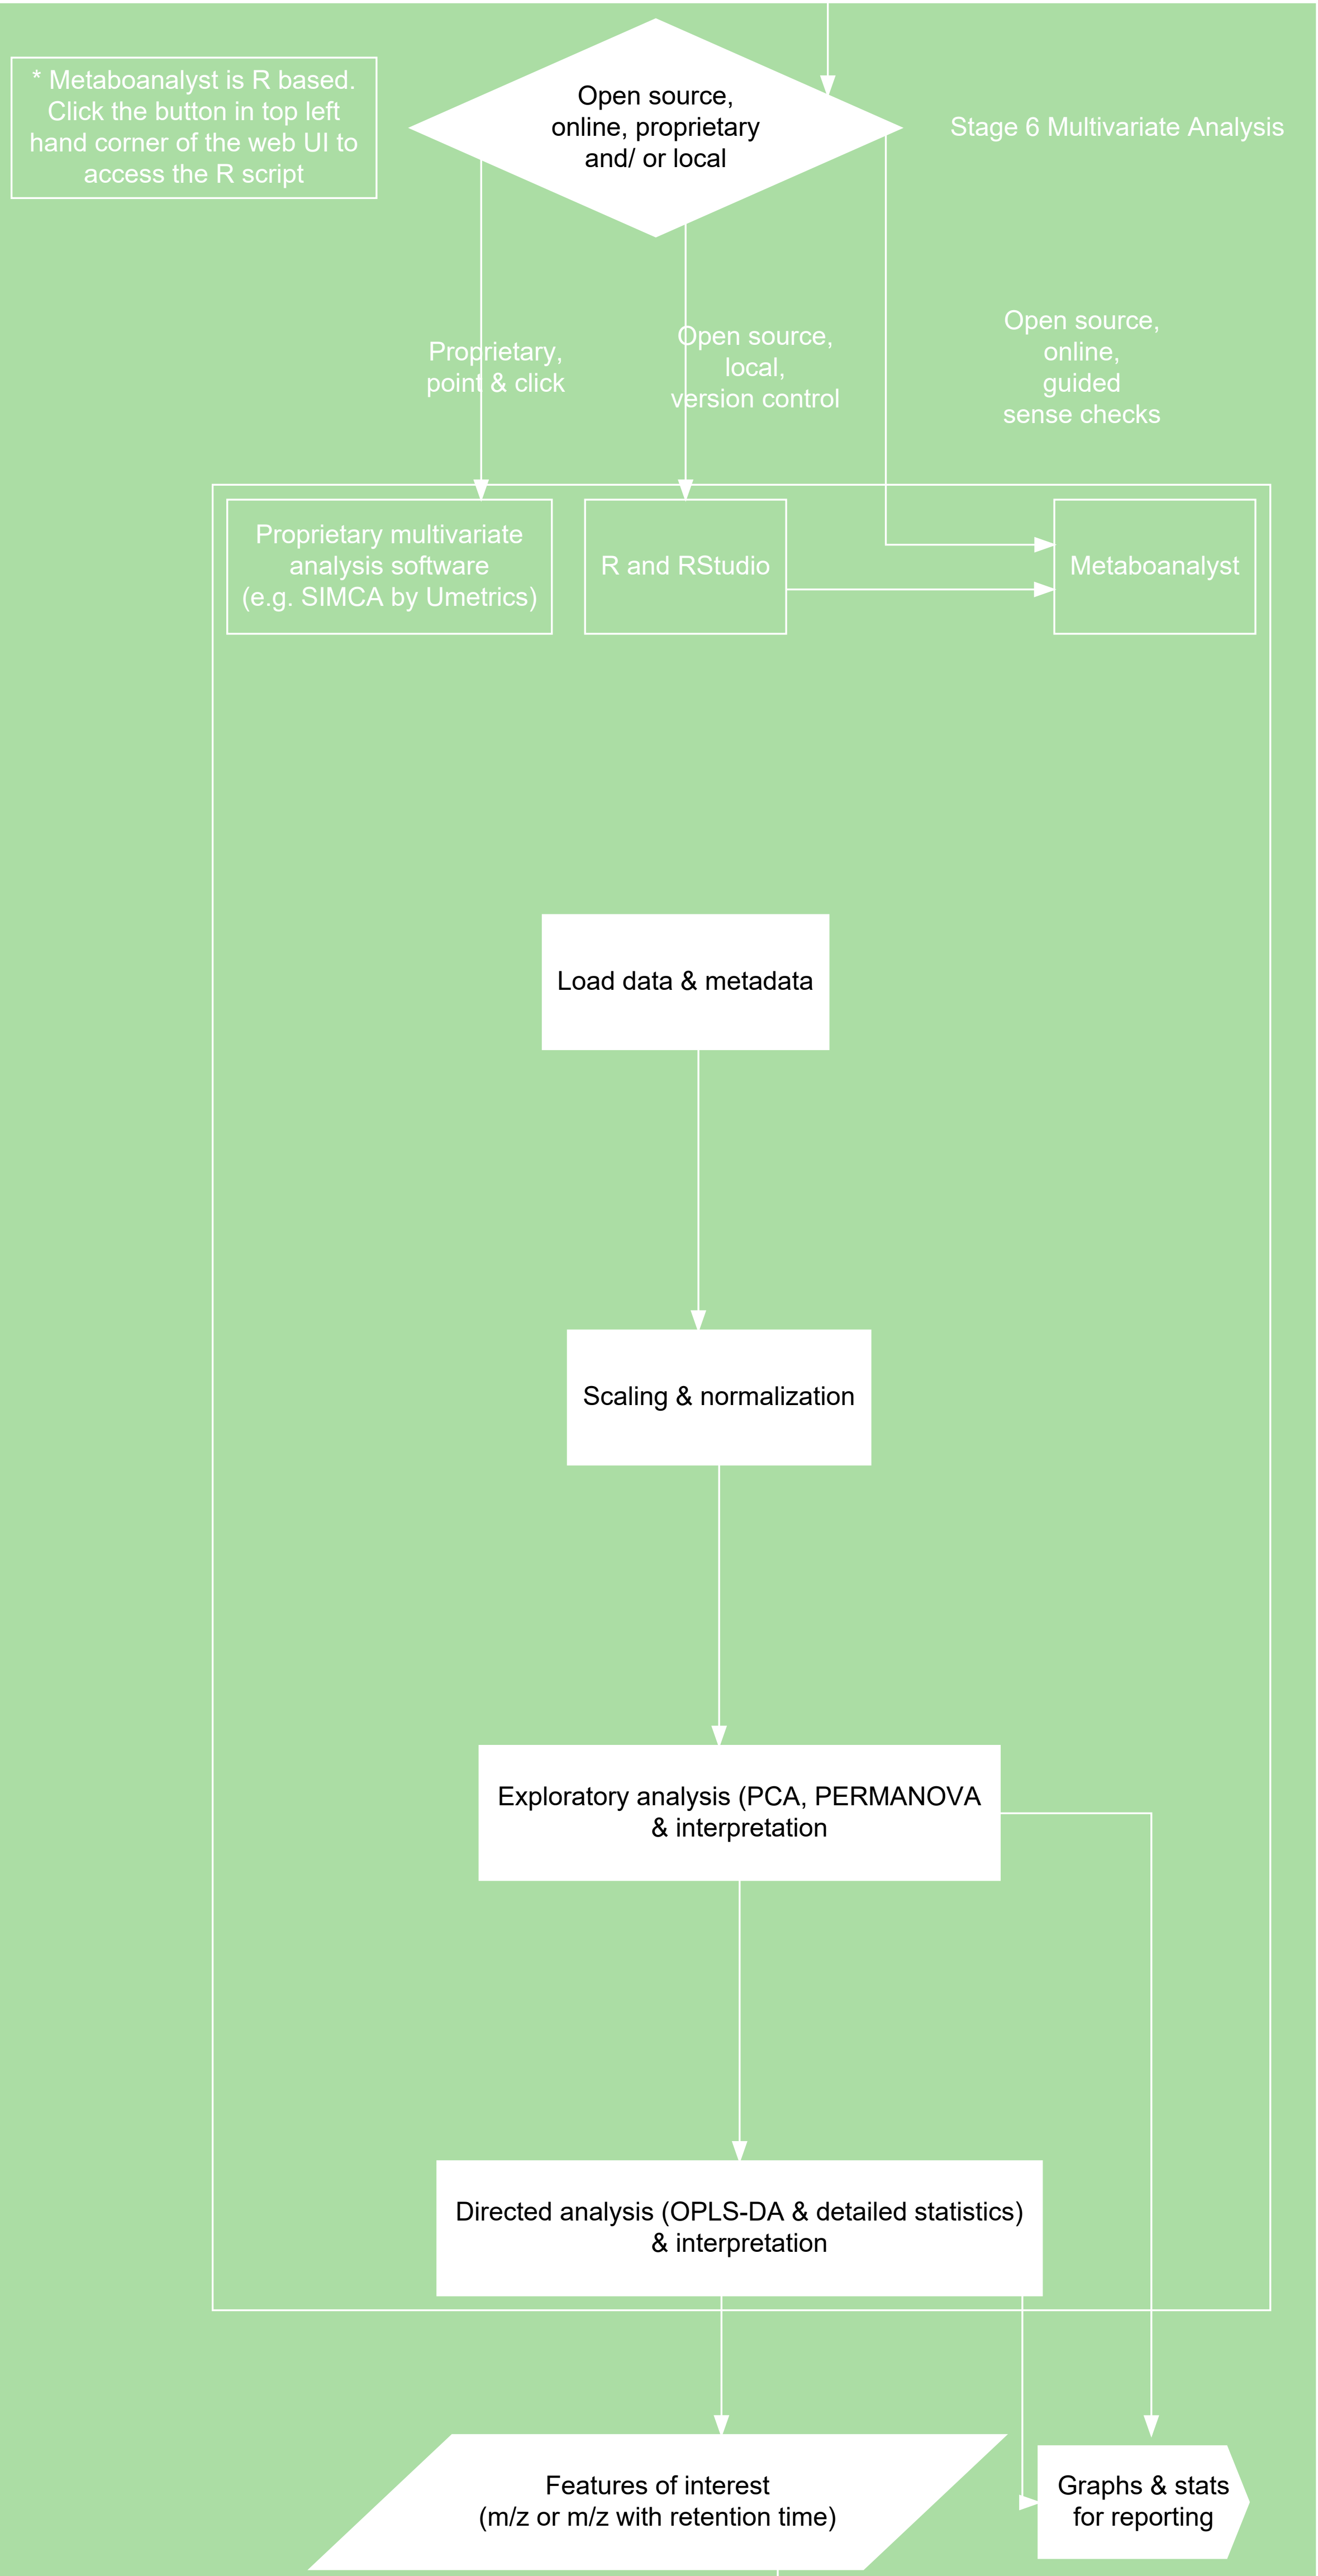 * Metaboanalyst is R based.
Click the button in top left
hand corner of the web UI to
access the R script
Open source,
online, proprietary
and/ or local
Stage 6 Multivariate Analysis
Proprietary,
point & click
Open source,
local,
version control
Open source,
online,
guided
sense checks
Proprietary multivariate
analysis software
(e.g. SIMCA by Umetrics)
R and RStudio
Metaboanalyst
Load data & metadata
Scaling & normalization
Exploratory analysis (PCA, PERMANOVA
& interpretation
Directed analysis (OPLS-DA & detailed statistics)
& interpretation
Features of interest
(m/z or m/z with retention time)
Graphs & stats
for reporting